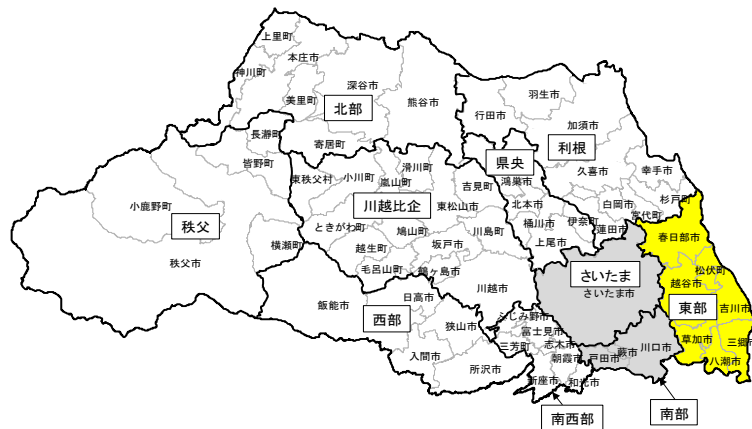 上里町
本庄市
神川町
美里町
深谷市
熊谷市
北部
寄居町
長瀞町
皆野町
小鹿野町
秩父
秩父市
横瀬町
行田市
羽生市
加須市
利根
久喜市
幸手市
白岡市
杉戸町
宮代町
蓮田市
県央
鴻巣市
北本市
桶川市
伊奈町
上尾市
東秩父村
小川町
滑川町
嵐山町
吉見町
川越比企
東松山市
ときがわ町
鳩山町
川島町
越生町
坂戸市
毛呂山町
鶴ヶ島市
川越市
飯能市
日高市
西部
狭山市
入間市
所沢市
さいたま
さいたま市
春日部市
松伏町
越谷市
東部
吉川市
草加市
三郷市
八潮市
ふじみ野市
富士見市
三芳町
志木市
朝霞市
新座市
和光市
戸田市
蕨市
川口市
南西部
南部